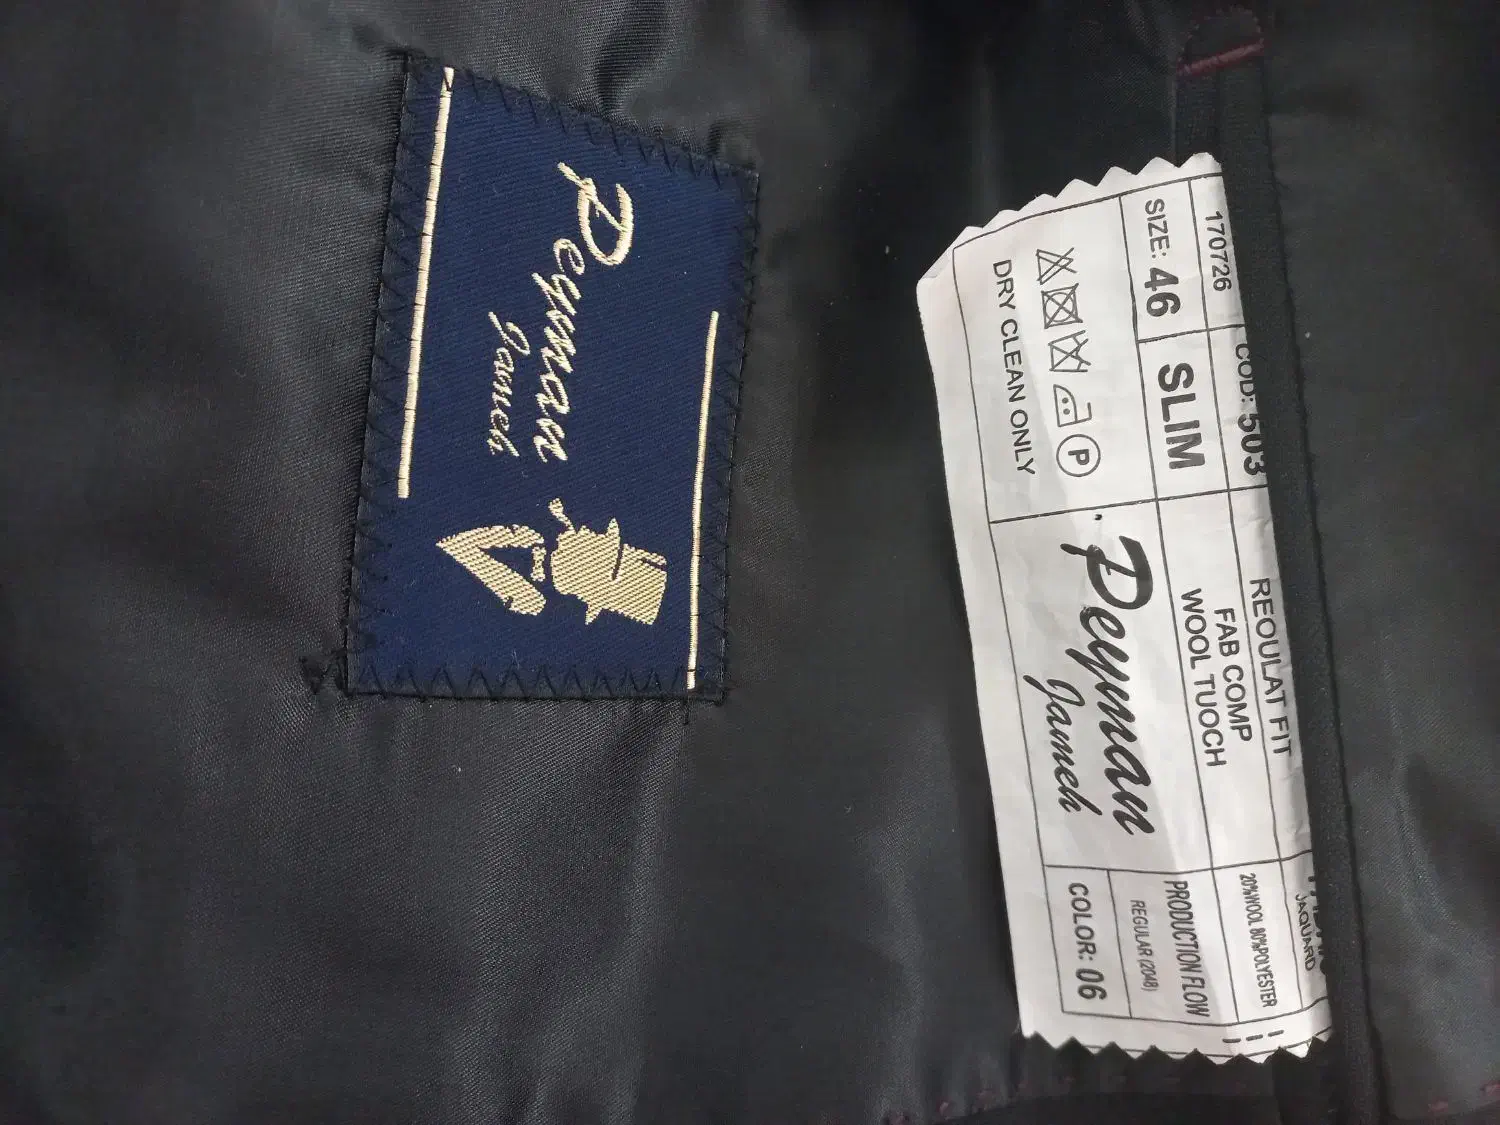 Peyman
Jameh
170726
COD: 503
SIZE: 46
SLIM
DRY CLEAN ONLY
P
REOULAT FIT
FAB COMP
WOOL TUOCH
Peyman
Jameh
JAQUARD
20%WOOL 80%POLYESTER
PRODUCTION FLOW
REGULAR (2048)
COLOR: 06